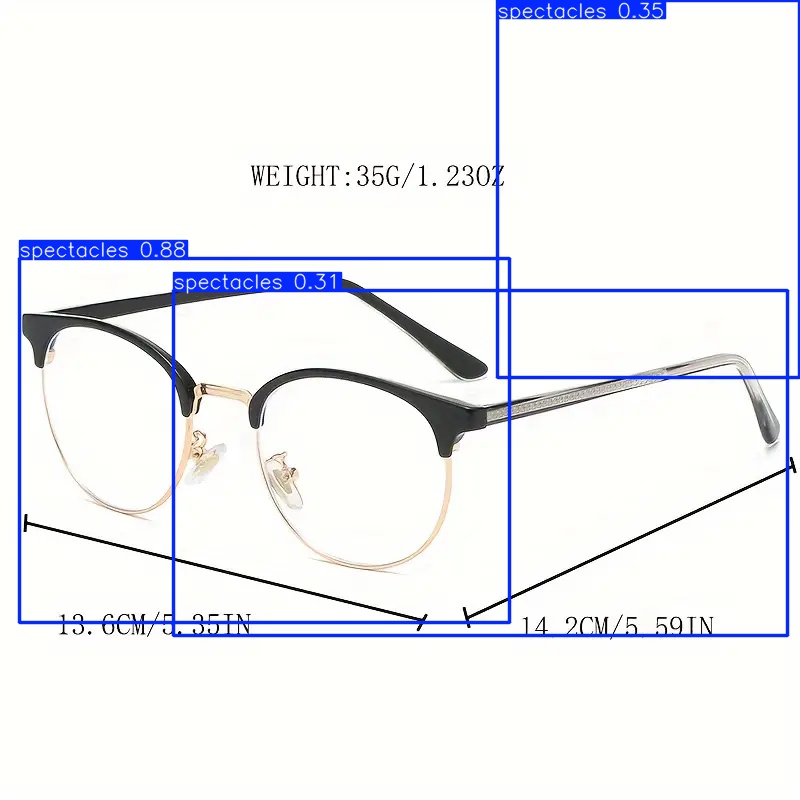 spectacles 0.35
WEIGHT:35G/1.23OZ
spectacles 0.88
spectacles 0.31
13.6CM/5.35IN
14.2CM/5.59IN